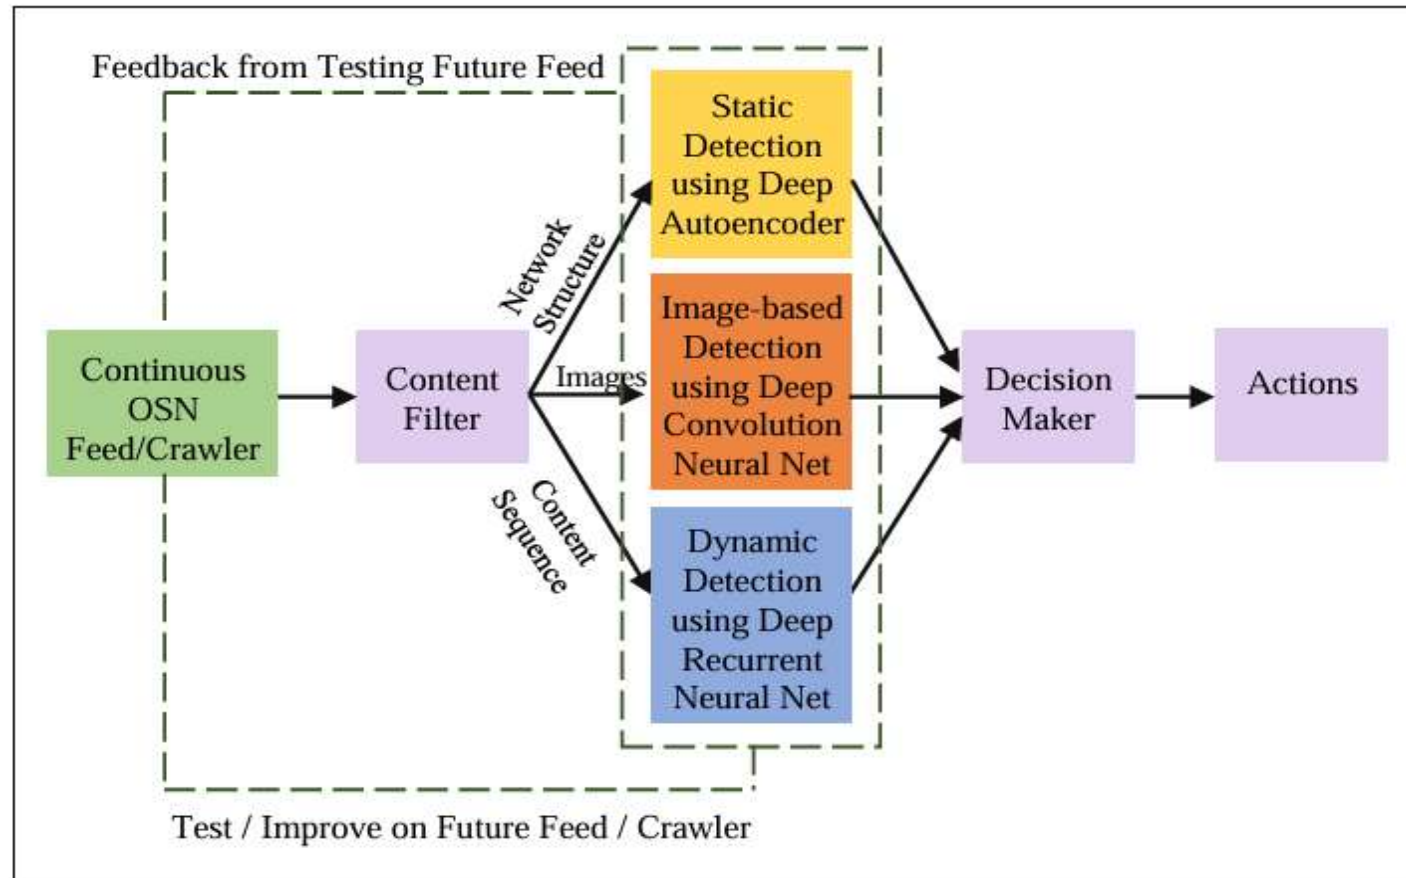 Feedback from Testing Future Feed
Static
Detection
using Deep
Autoencoder
Network
Structure
Image-based
Detection
using Deep
Convolution
Neural Net
Continuous
OSN
Feed/Crawler
Content
Filter
Images
Decision
Maker
Actions
Content
Sequence
Dynamic
Detection
using Deep
Recurrent
Neural Net
Test / Improve on Future Feed / Crawler